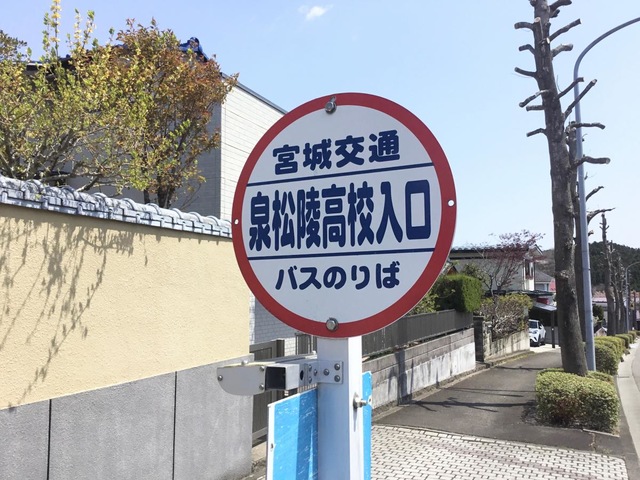 宮城交通
泉松陵高校入口
バスのりば